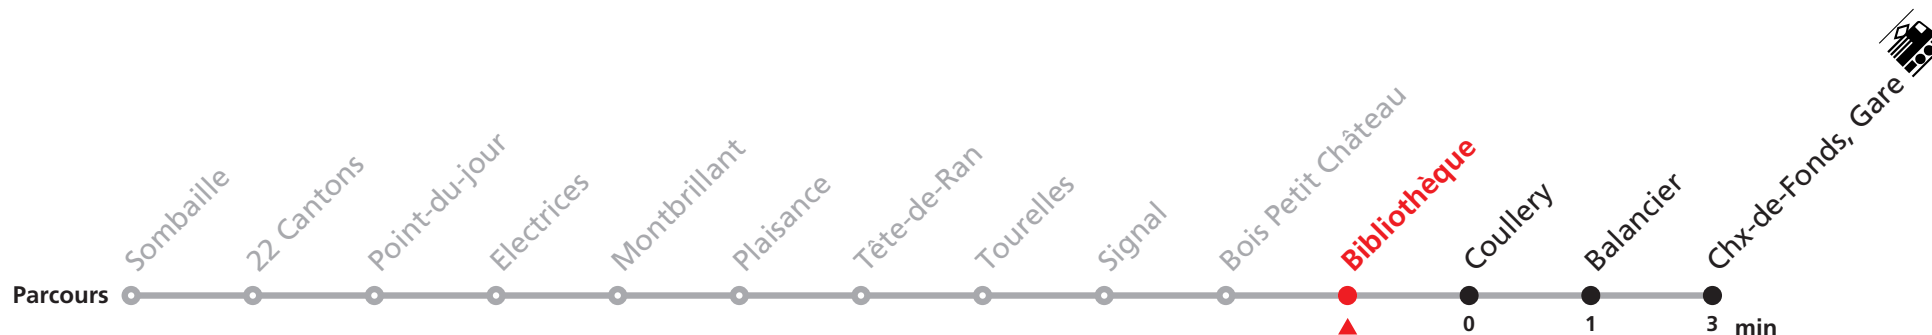 Sombaille
22 Cantons
Point-du-jour
Electrices
Montbrillant
Plaisance
Tête-de-Ran
Tourelles
Signal
Bois Petit Château
Bibliothèque
Coullery
Balancier
Chx-de-Fonds, Gare
Parcours
0 1 3 min